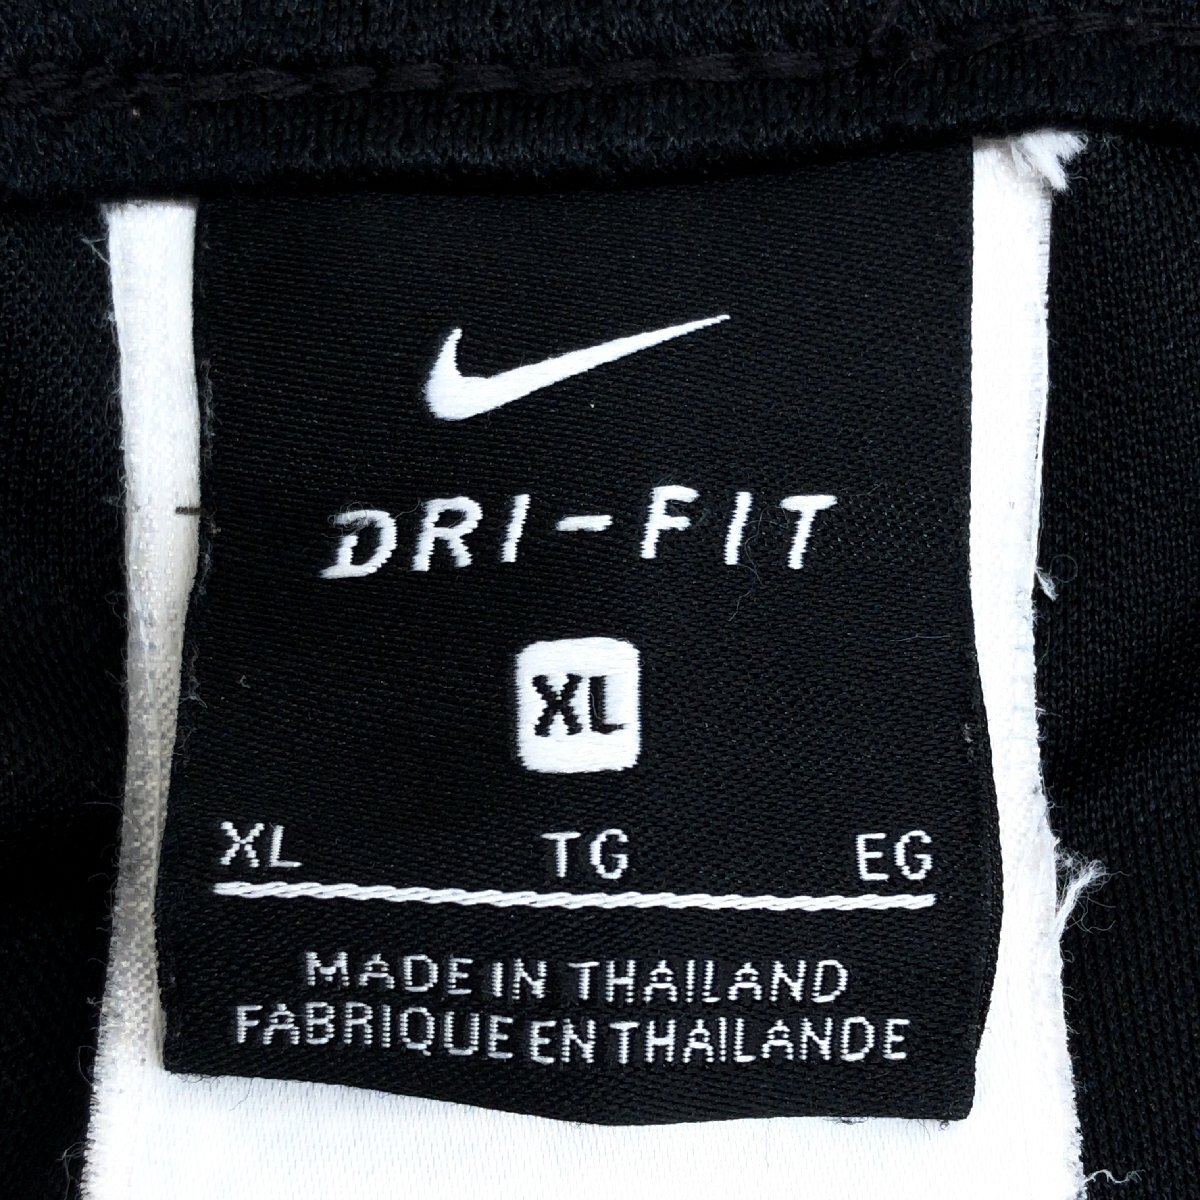 DRI-FIT
XL
XL TG EG
MADE IN THAILAND
FABRIQUE EN THAILANDE